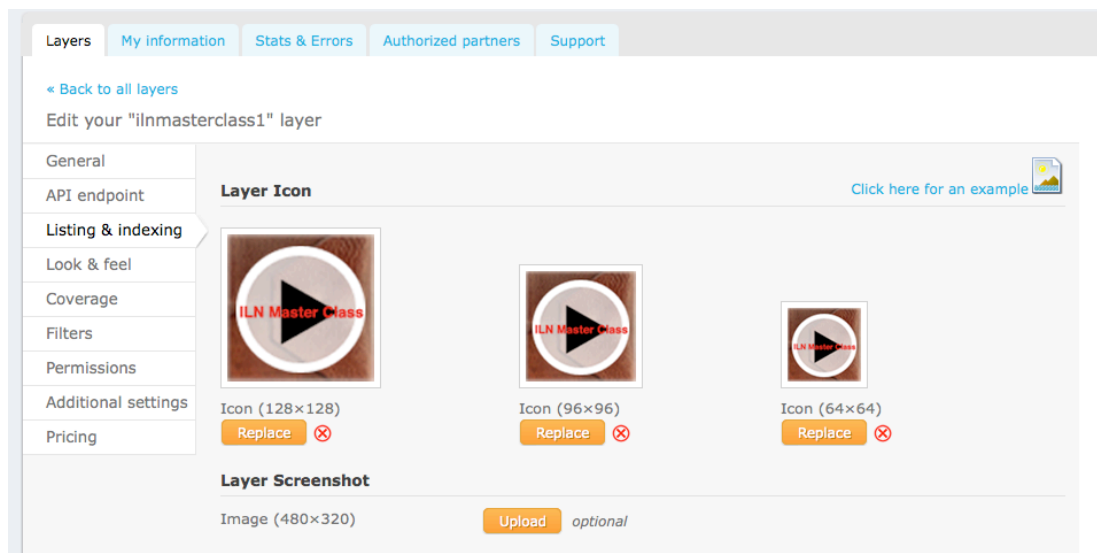 Layers My information Stats & Errors Authorized partners Support
« Back to all layers
Edit your "ilnmasterclass1" layer
General
API endpoint
Listing & indexing
Look & feel
Coverage
Filters
Permissions
Additional settings
Pricing
Layer Icon Click here for an example
ILN Master Class ILN Master Class ILN Master Class
Icon (128×128) Icon (96×96) Icon (64×64)
Replace Replace Replace
Layer Screenshot
Image (480×320) Upload optional